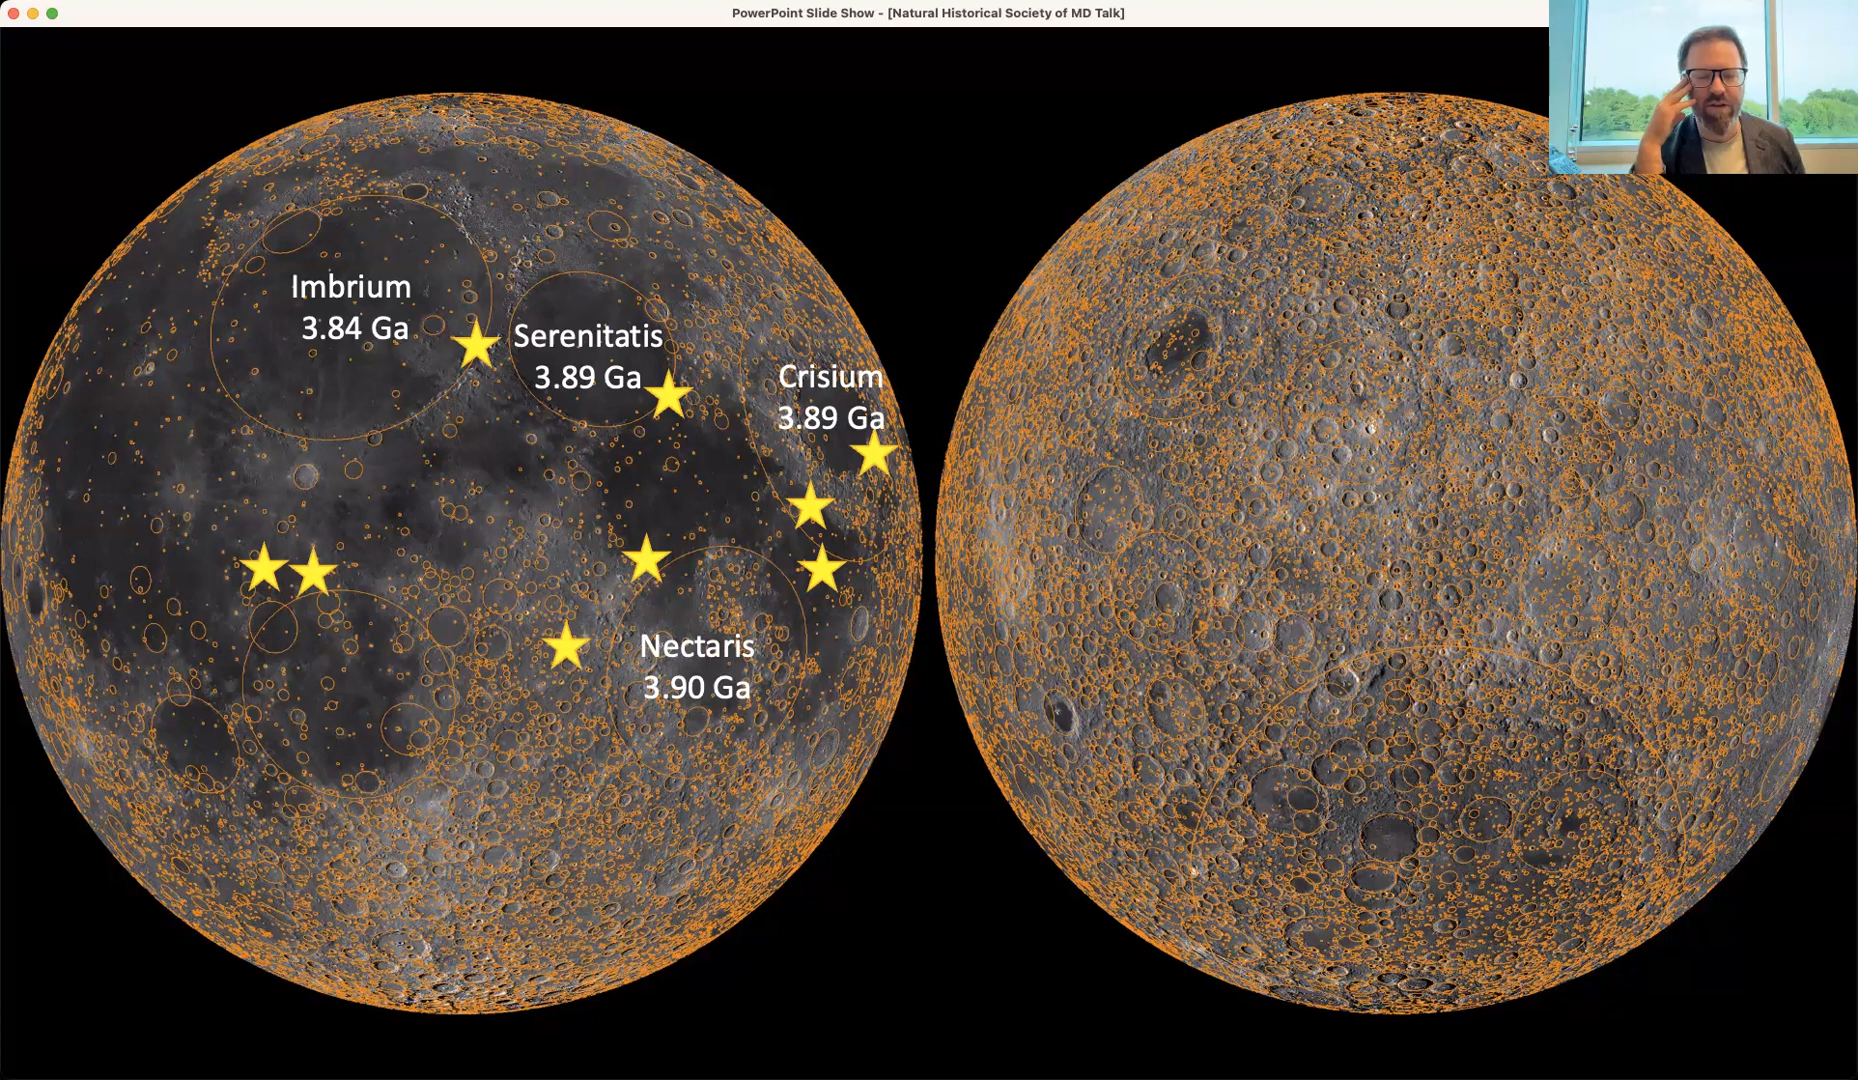 PowerPoint Slide Show - [Natural Historical Society of MD Talk]
Imbrium
3.84 Ga
Serenitatis
3.89 Ga
Crisium
3.89 Ga
Nectaris
3.90 Ga